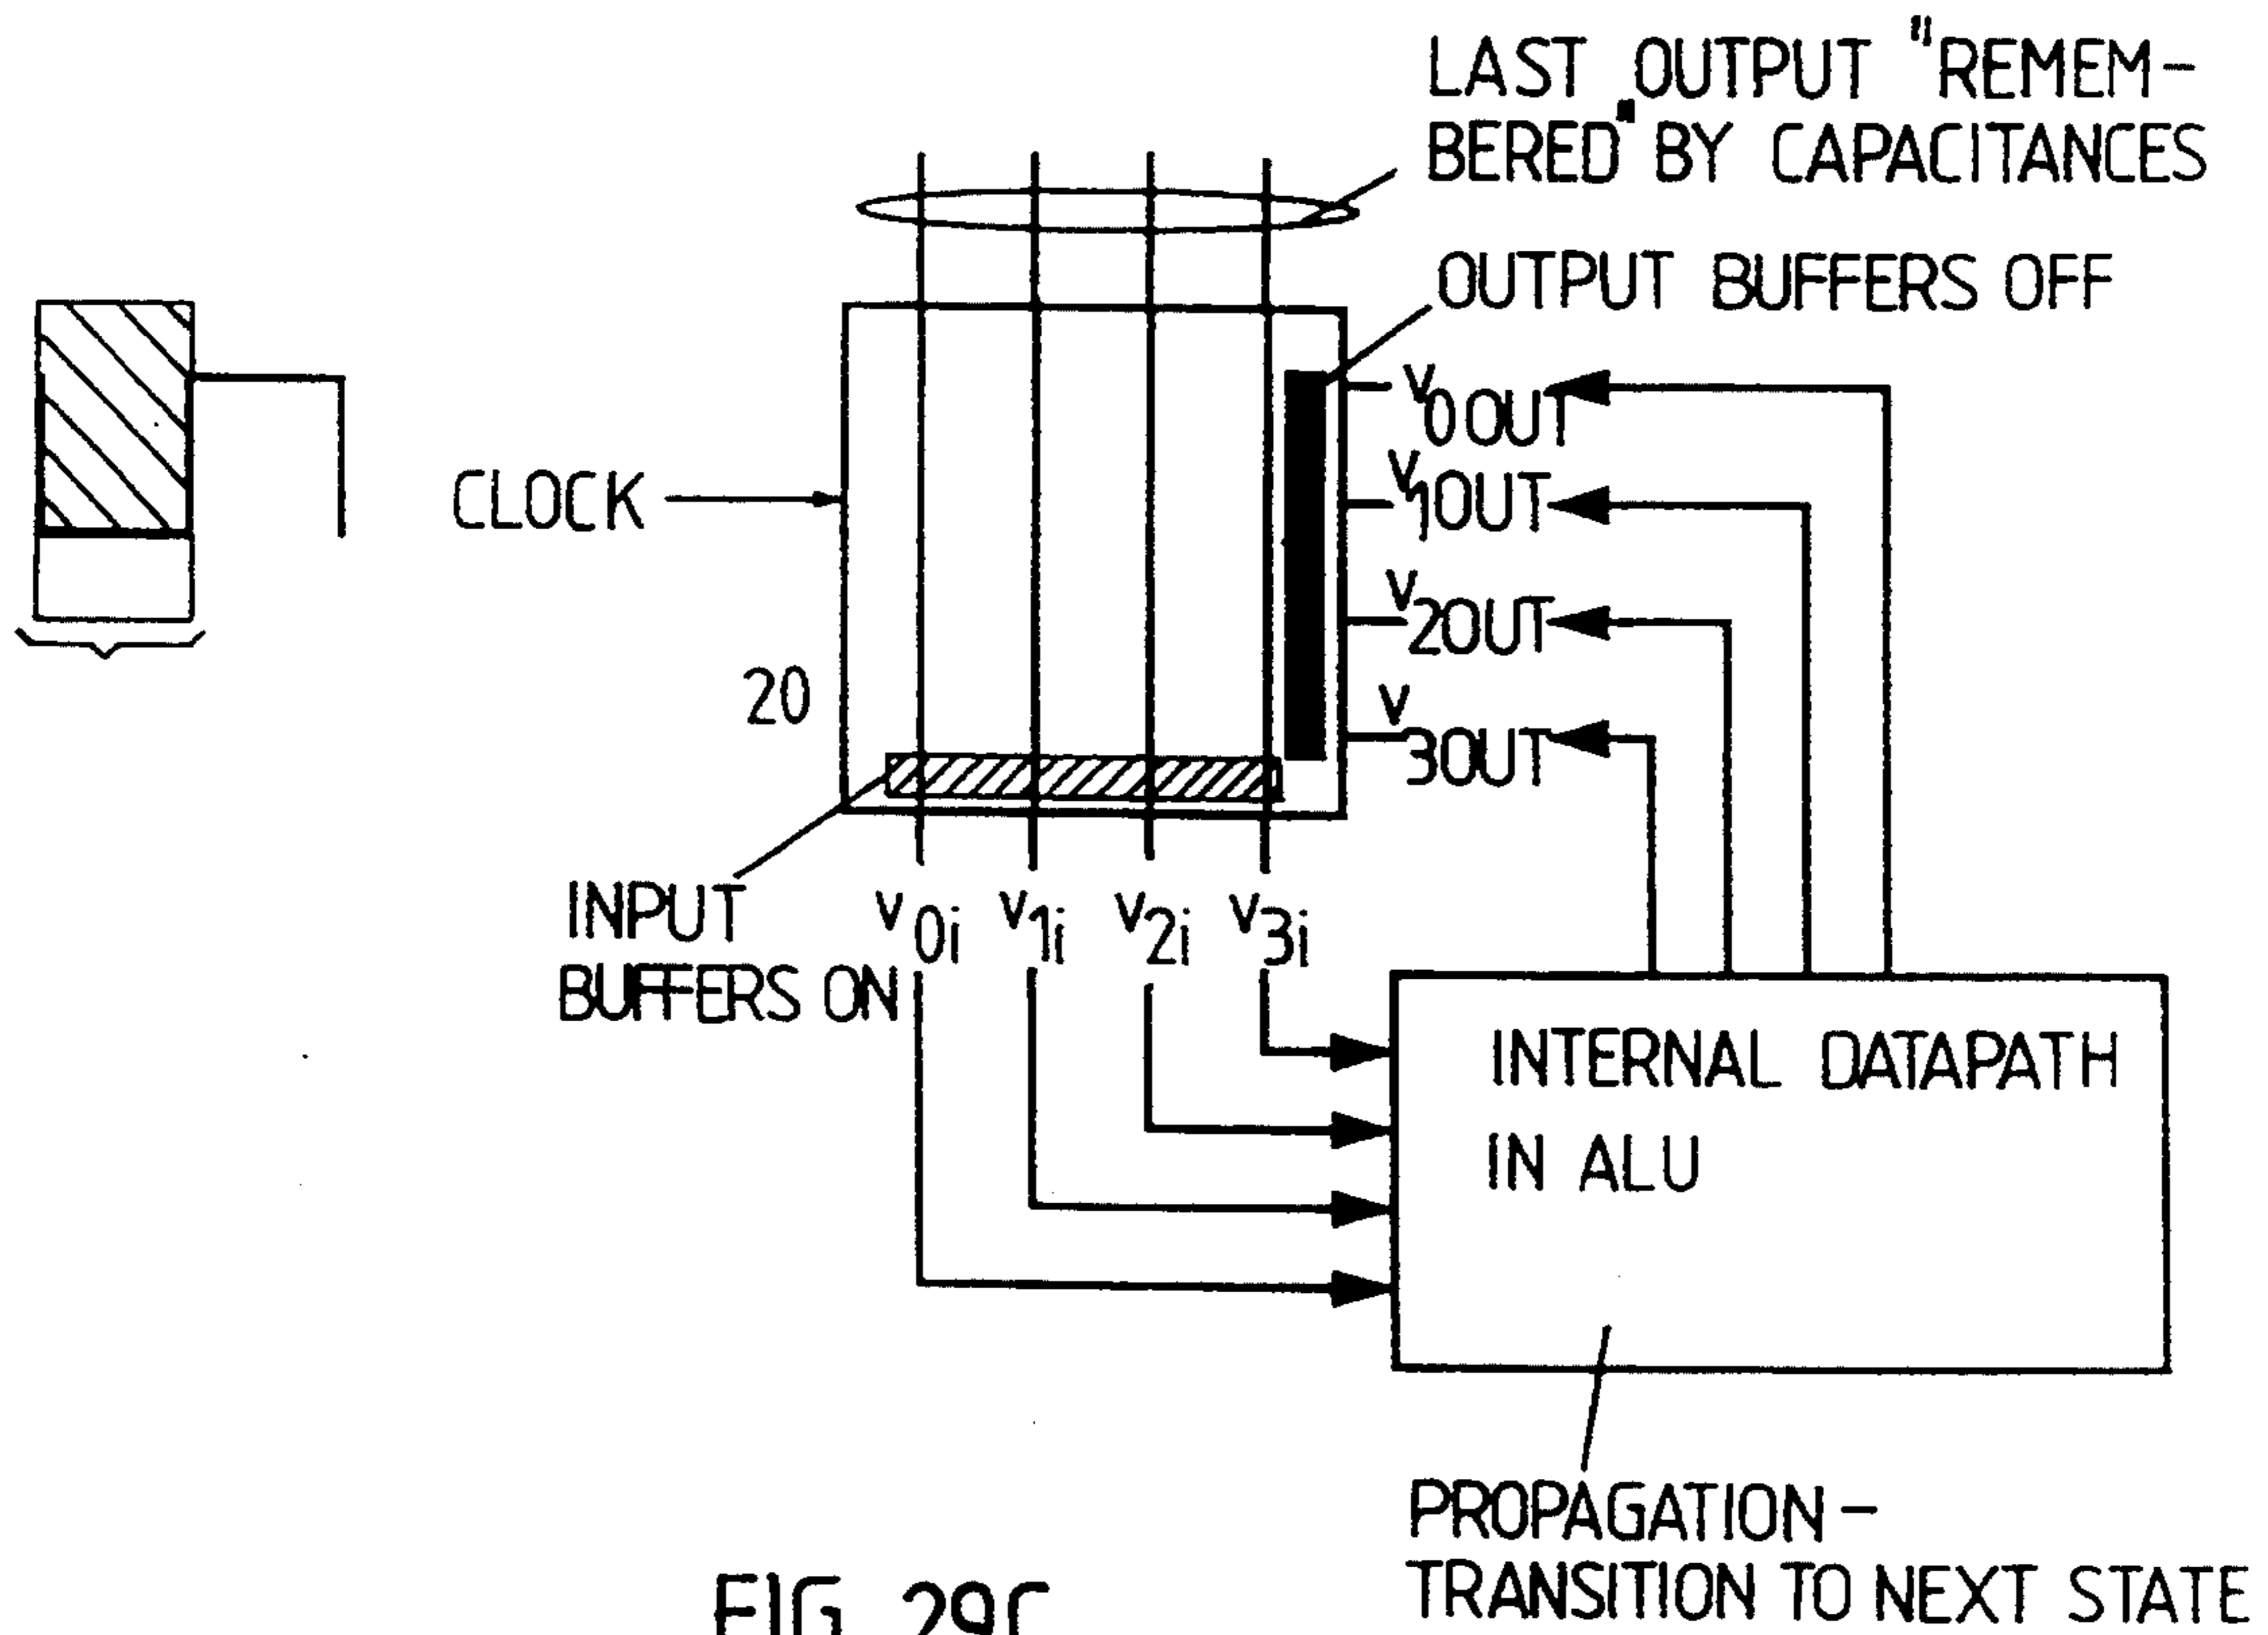 LAST OUTPUT "REMEM-
BERED" BY CAPACITANCES
OUTPUT BUFFERS OFF
V0OUT
CLOCK
V1OUT
V2OUT
20
V3OUT
INPUT
BUFFERS ON
V0i V1i V2i V3i
INTERNAL DATAPATH
IN ALU
PROPAGATION-
TRANSITION TO NEXT STATE
FIG. 29C